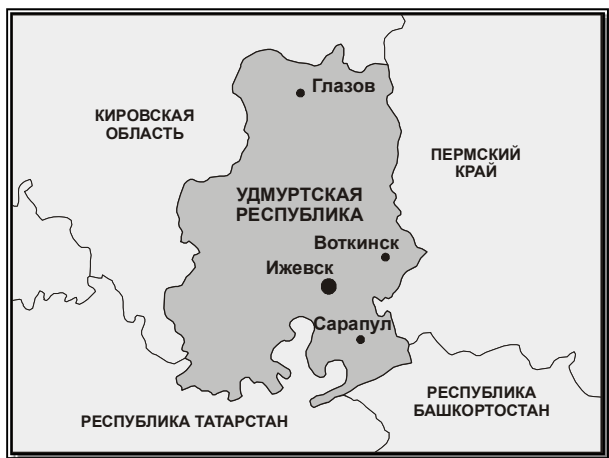 Глазов
КИРОВСКАЯ
ОБЛАСТЬ
ПЕРМСКИЙ
КРАЙ
УДМУРТСКАЯ
РЕСПУБЛИКА
Воткинск
Ижевск
Сарапул
РЕСПУБЛИКА
БАШКОРТОСТАН
РЕСПУБЛИКА ТАТАРСТАН